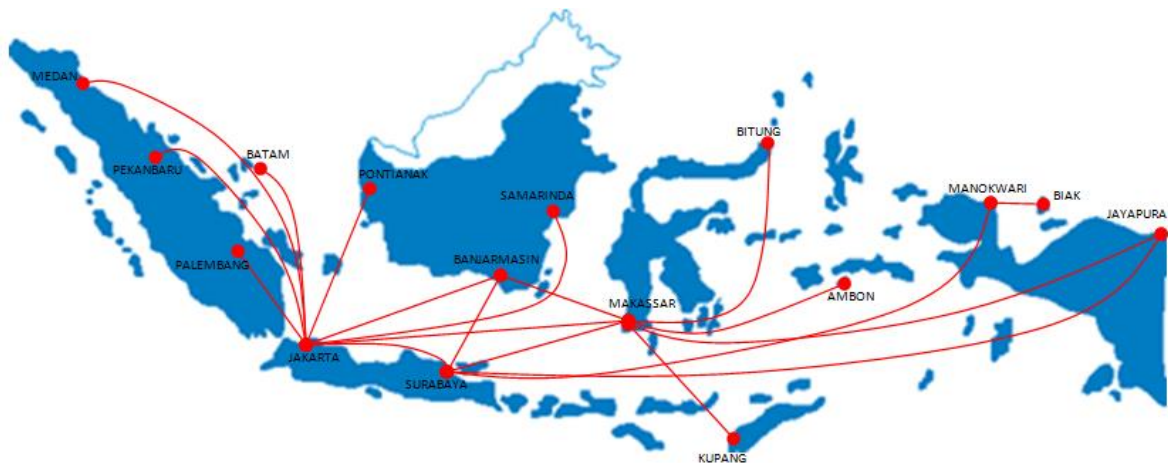 MEDAN
PEKANBARU
BATAM
PALEMBANG
PONTIANAK
SAMARINDA
BANJARMASIN
BITUNG
MANOKWARI
BIAK
JAYAPURA
AMBON
MAKASSAR
JAKARTA
SURABAYA
KUPANG